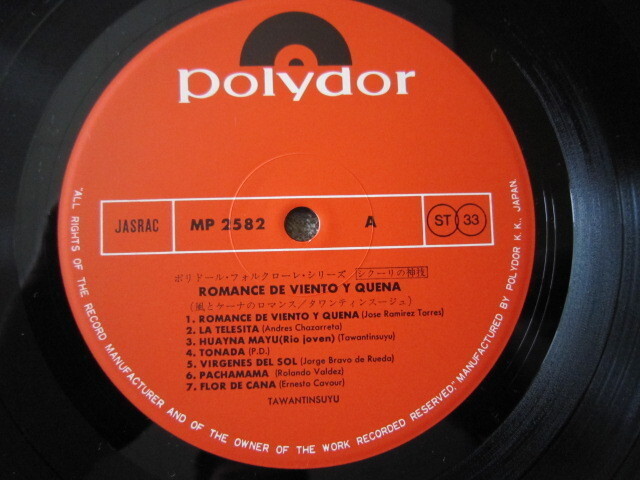 polydor
JASRAC MP 2582 A ST 33
ポリドール・フォルクローレ・シリーズ/シクーリの神技
ROMANCE DE VIENTO Y QUENA
(風とケーナのロマンス/タワンティンスージュ)
1. ROMANCE DE VIENTO Y QUENA (Jose Ramirez Torres)
2. LA TELESITA (Andres Chazarreta)
3. HUAYNA MAYU(Rio joven) (Tawantinsuyu)
4. TONADA (P.D.)
5. VIRGENES DEL SOL (Jorge Bravo de Rueda)
6. PACHAMAMA (Rolando Valdez)
7. FLOR DE CANA (Ernesto Cavour)
TAWANTINSUYU
"ALL RIGHTS OF THE RECORD MANUFACTURER AND OF THE OWNER OF THE WORK RECORDED RESERVED." MANUFACTURED BY POLYDOR K.K., JAPAN.